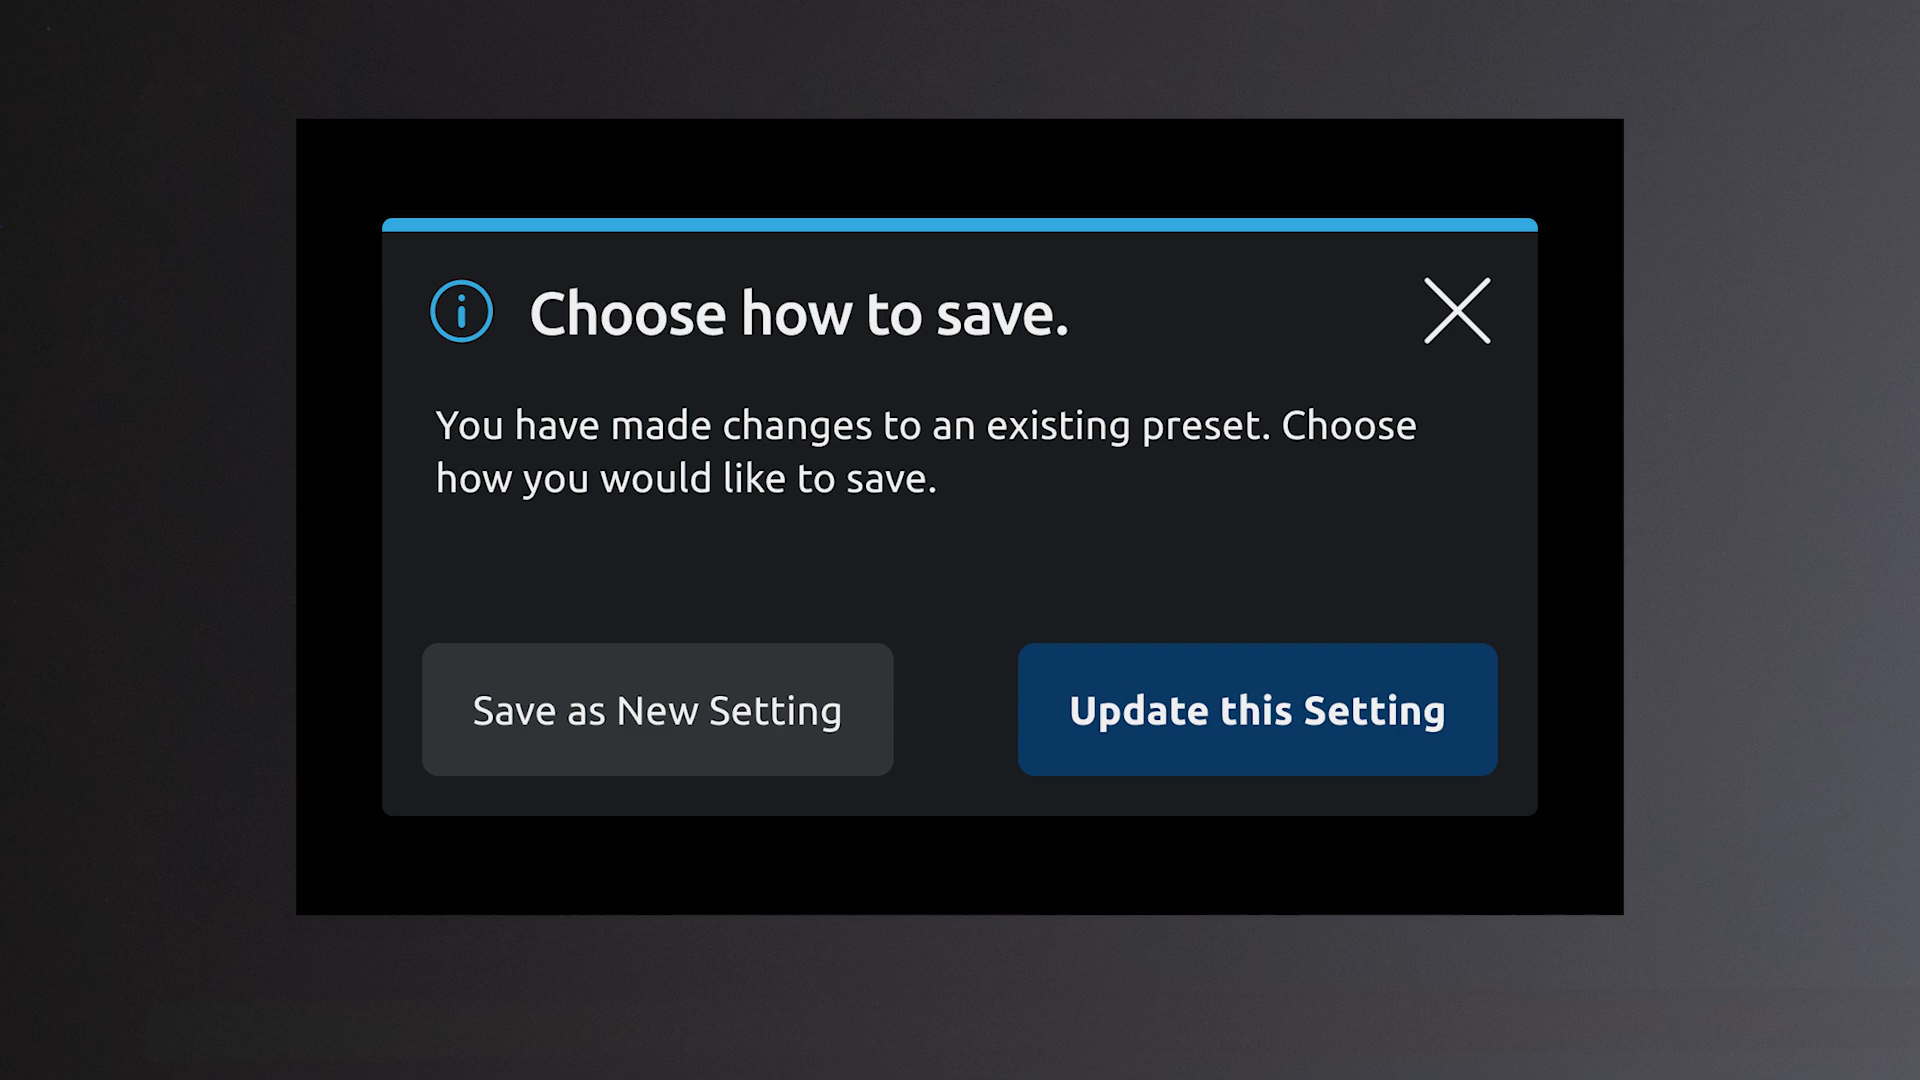 Choose how to save.
You have made changes to an existing preset. Choose
how you would like to save.
Save as New Setting
Update this Setting